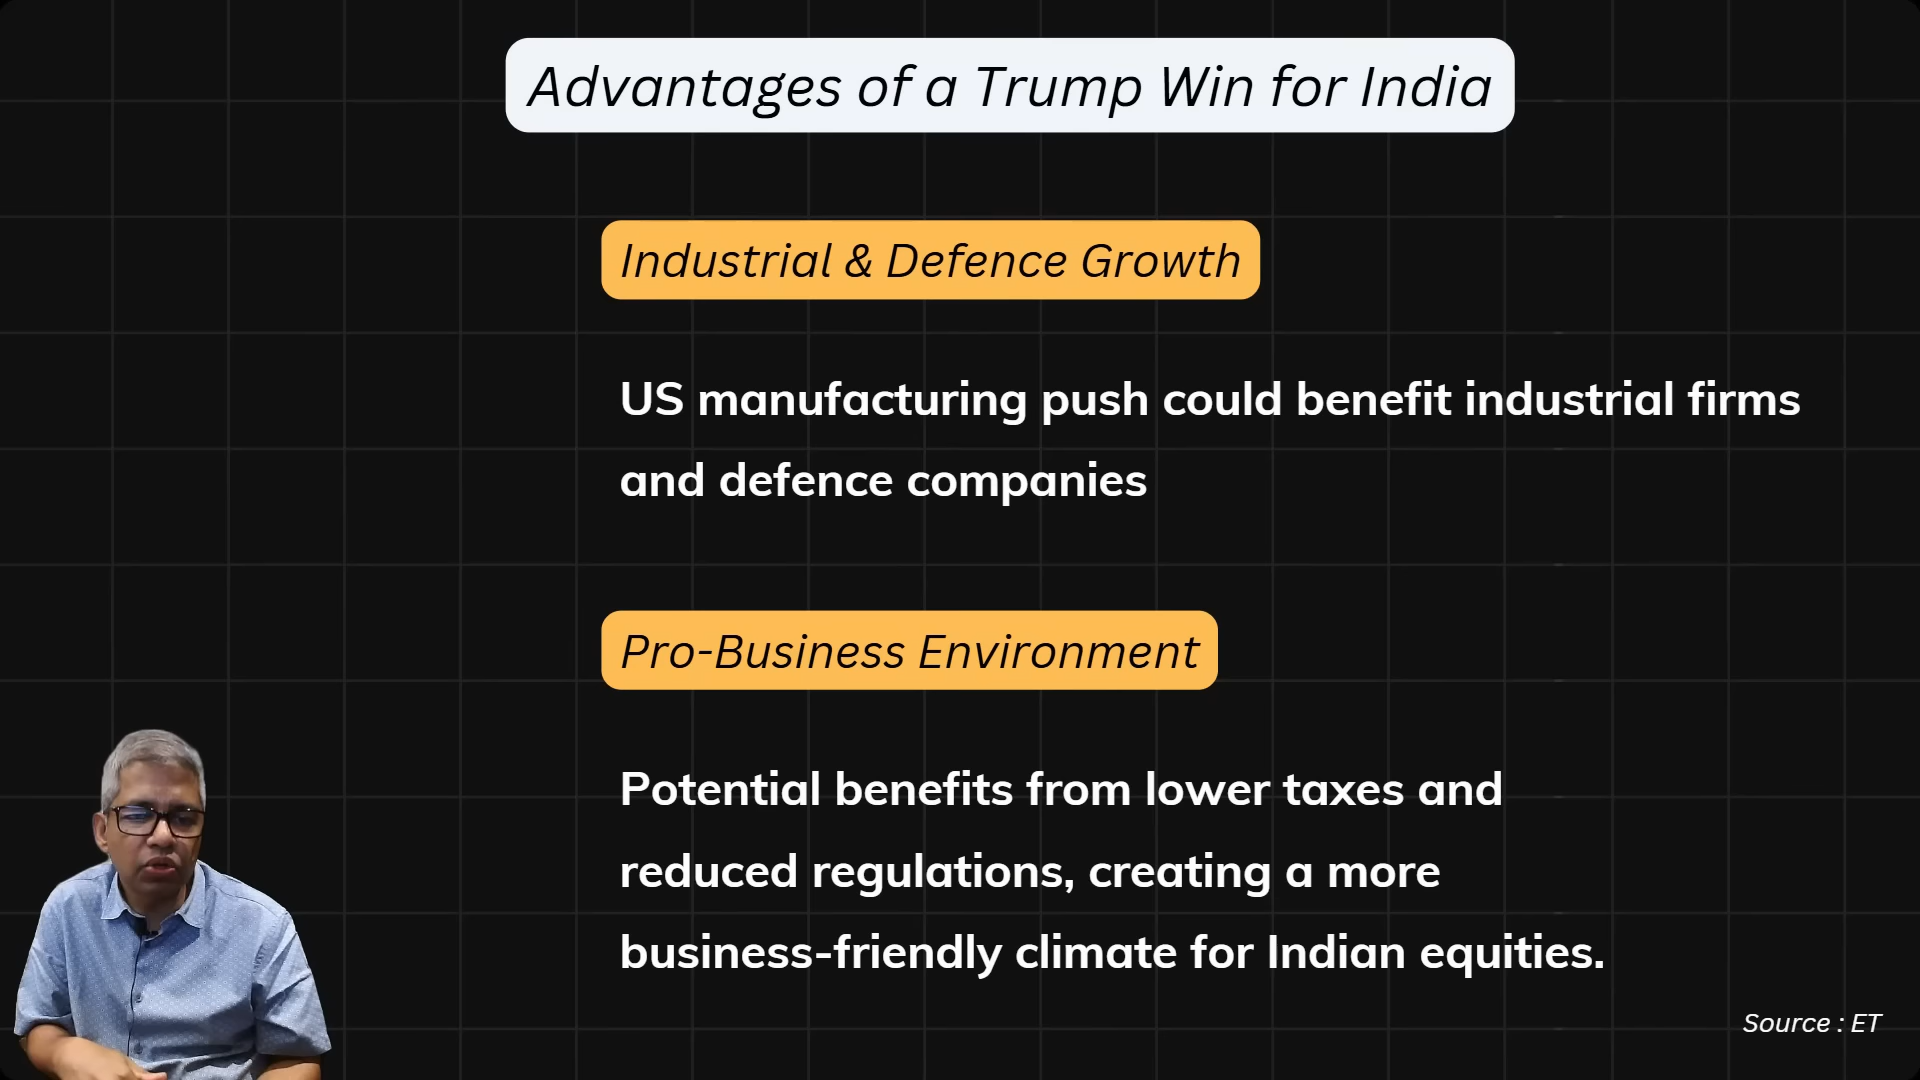 Advantages of a Trump Win for India
Industrial & Defence Growth
US manufacturing push could benefit industrial firms
and defence companies
Pro-Business Environment
Potential benefits from lower taxes and
reduced regulations, creating a more
business-friendly climate for Indian equities.
Source : ET